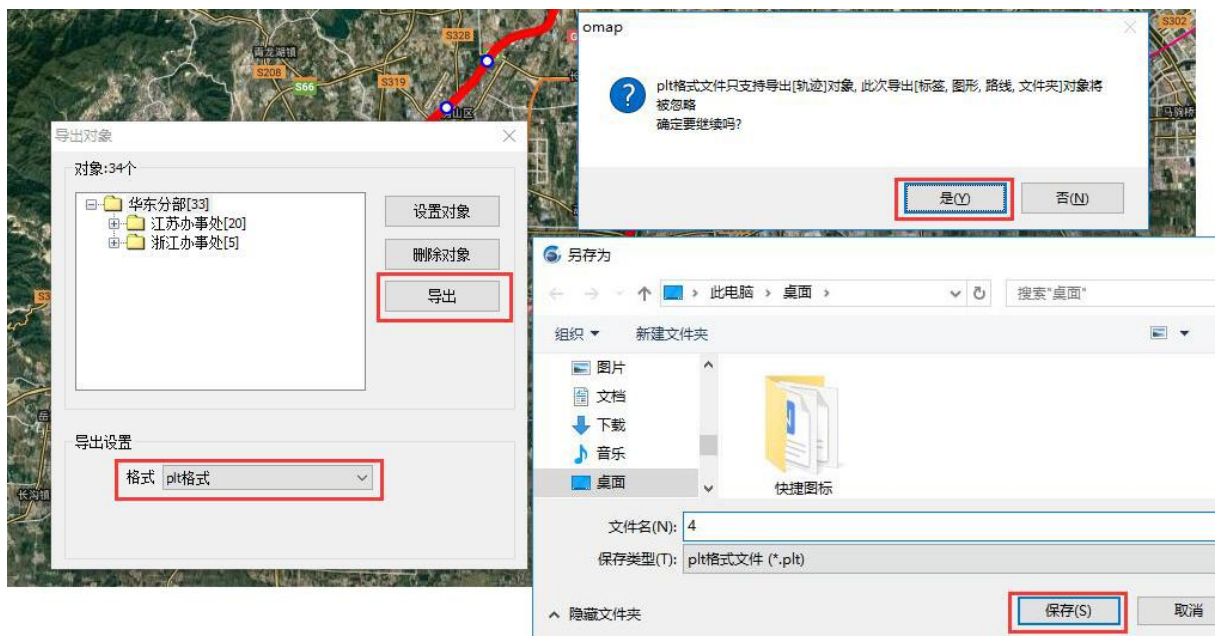 青龙湖镇
S328
S208
S66
S319
房山区
S302
马驹桥
长沟镇
导出对象
对象:34个
华东分部[33]
江苏办事处[20]
浙江办事处[5]
设置对象
删除对象
导出
导出设置
格式 plt格式
omap
plt格式文件只支持导出[轨迹]对象, 此次导出[标签, 图形, 路线, 文件夹]对象将
被忽略
确定要继续吗?
是(Y) 否(N)
另存为
此电脑 › 桌面 ›
搜索"桌面"
组织 新建文件夹
图片
文档
下载
音乐
桌面
快捷图标
文件名(N): 4
保存类型(T): plt格式文件 (*.plt)
隐藏文件夹
保存(S) 取消